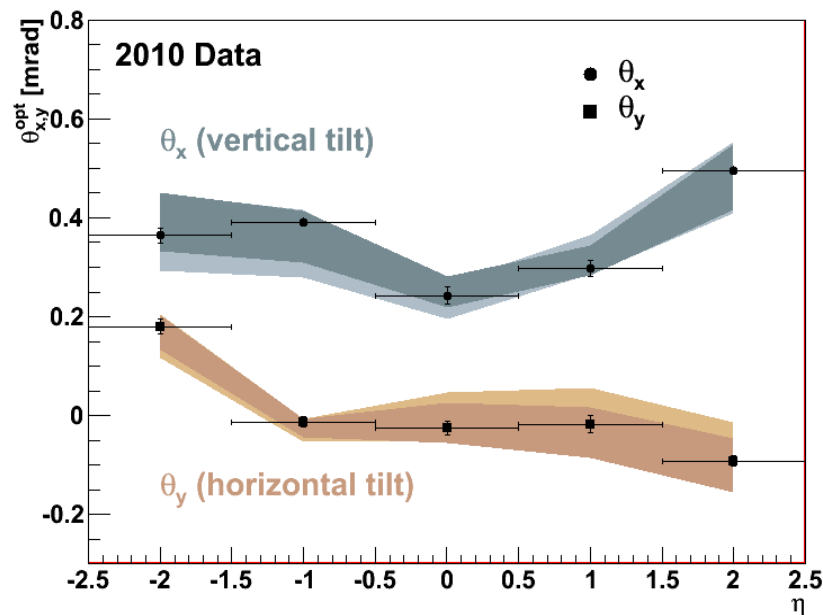 θx,y^opt [mrad]
2010 Data
θx
θy
θx (vertical tilt)
θy (horizontal tilt)
0.8
0.6
0.4
0.2
0
-0.2
-2.5 -2 -1.5 -1 -0.5 0 0.5 1 1.5 2 2.5
η